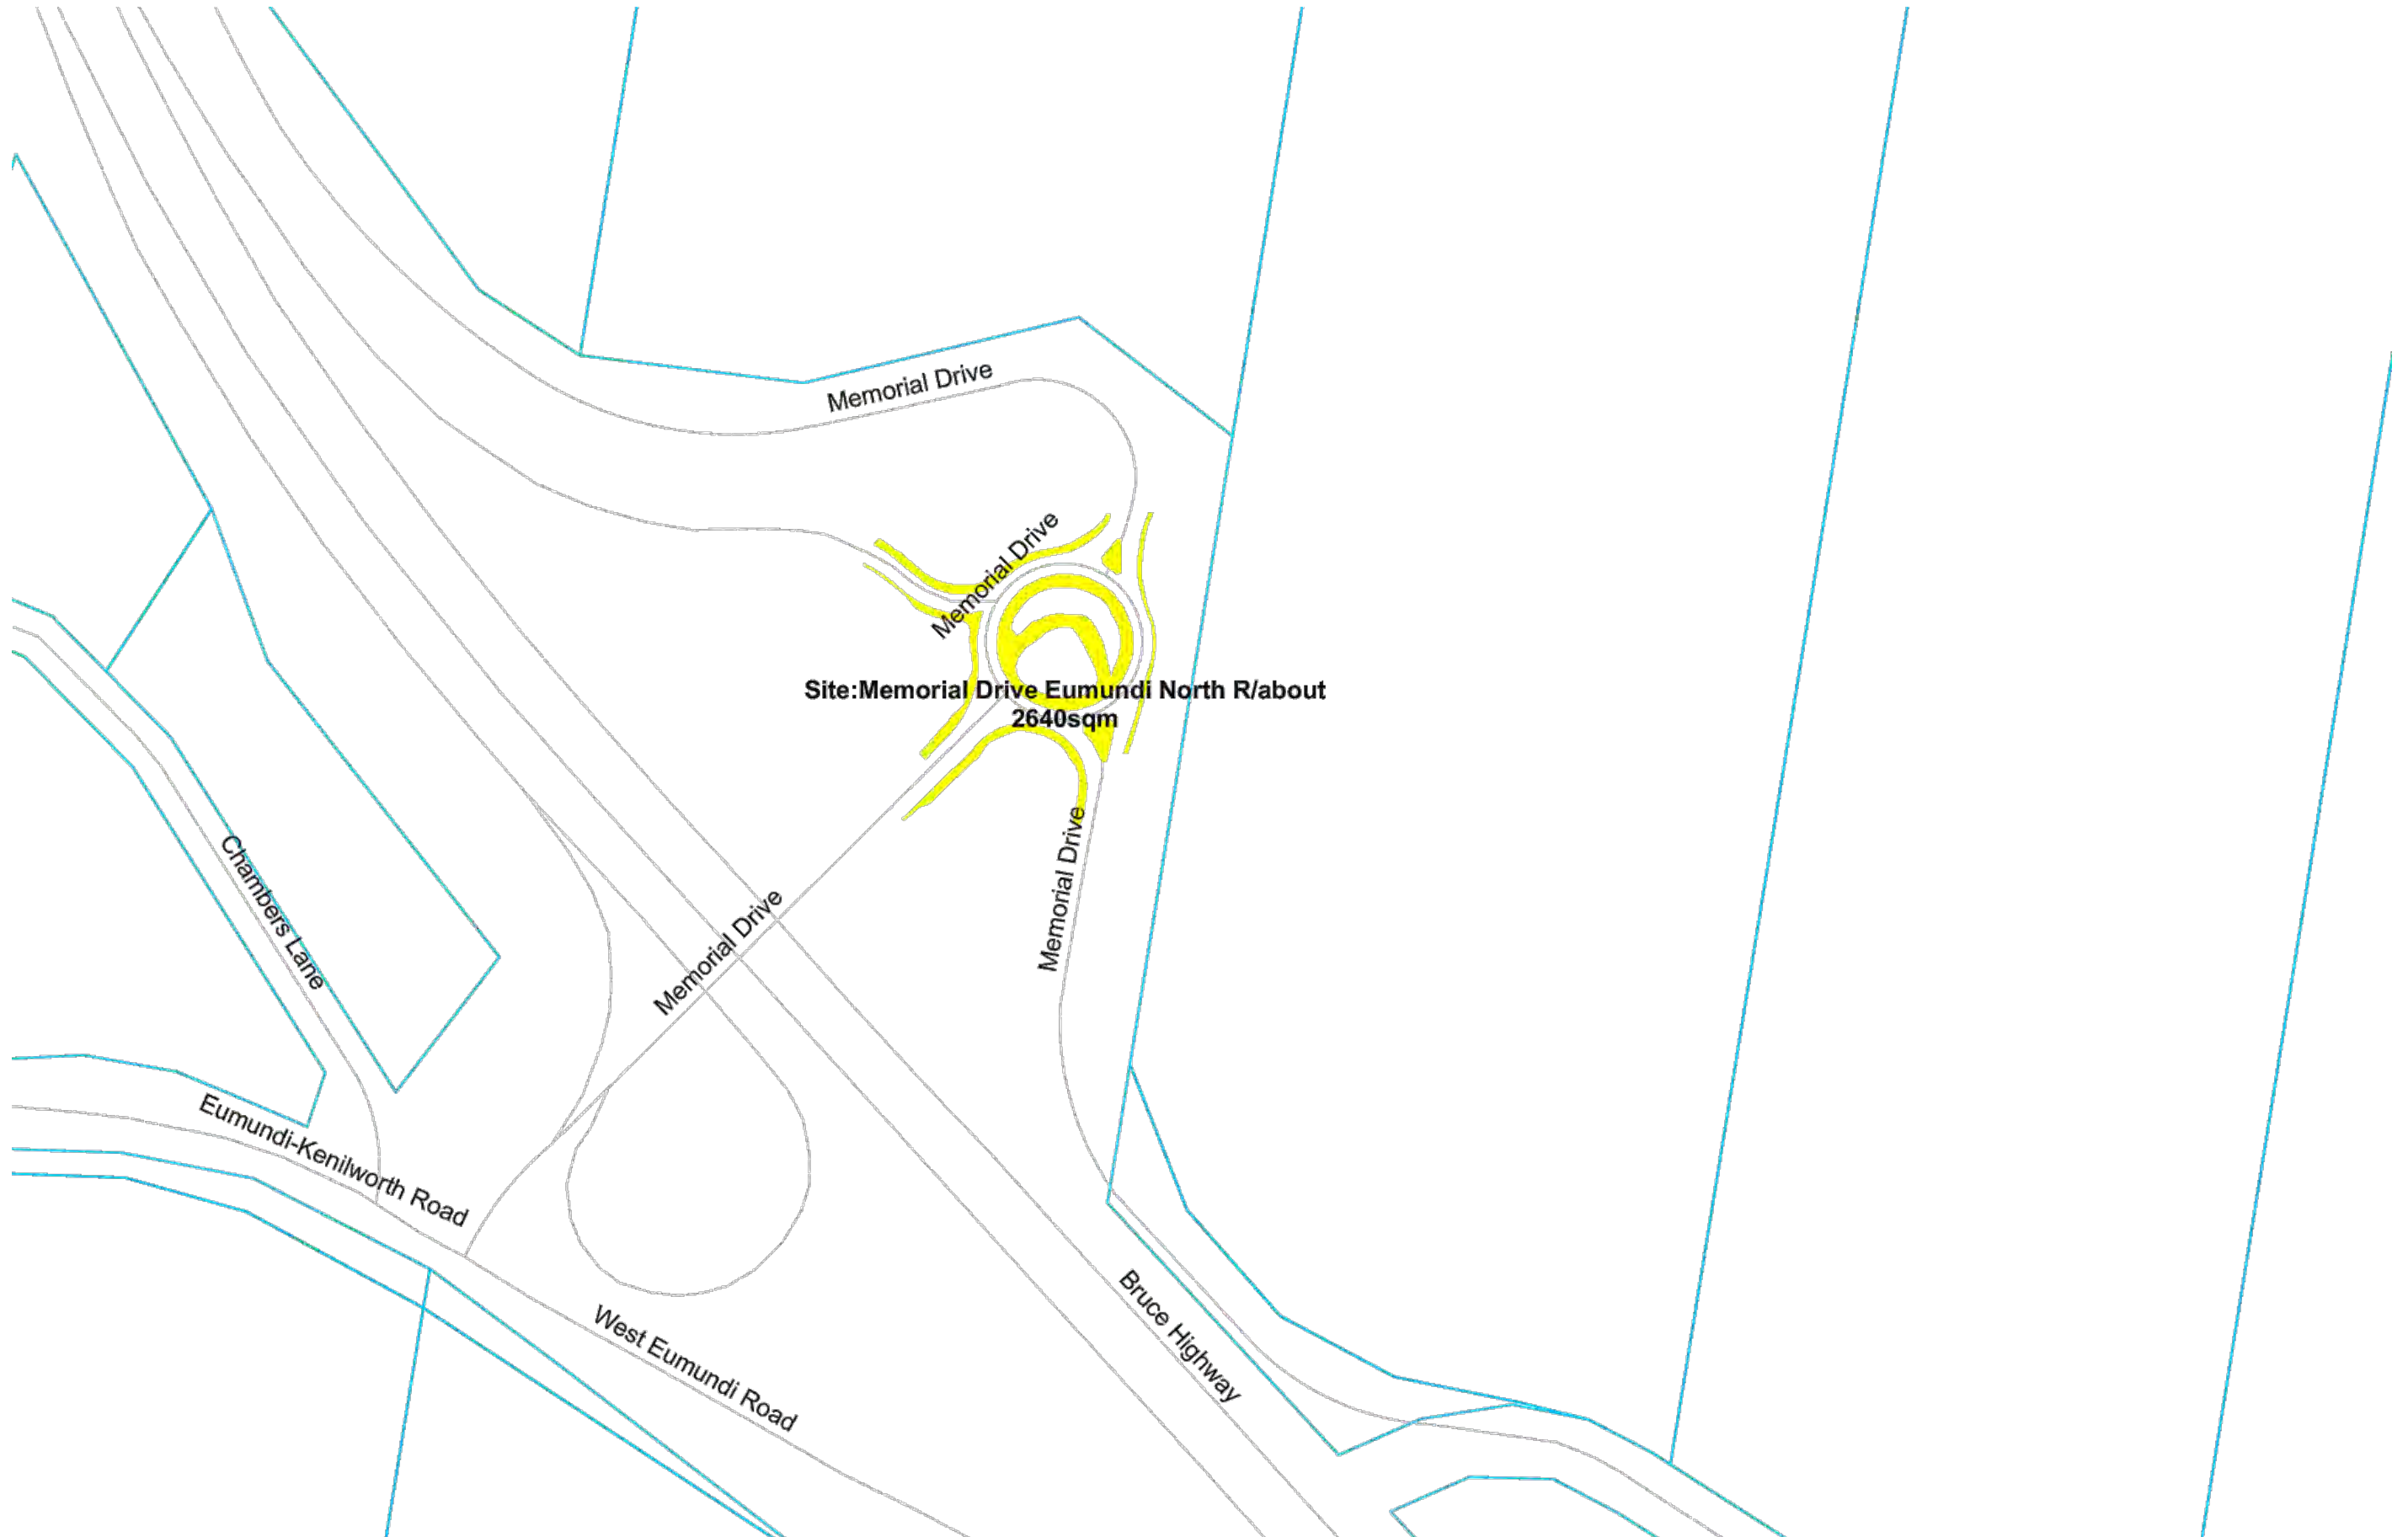 Memorial Drive
Memorial Drive
Site:Memorial Drive Eumundi North R/about
2640sqm
Memorial Drive
Memorial Drive
Chambers Lane
Eumundi-Kenilworth Road
West Eumundi Road
Bruce Highway